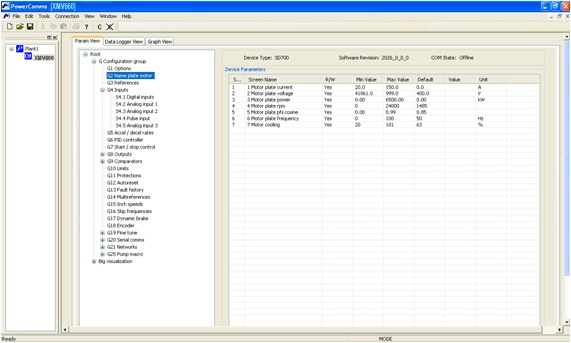 PowerComms [XMV660]
File Edit Tools Connection View Window Help
Plant1
XMV600
Param View Data Logger View Graph View
Root
G Configuration group
G1 Options
G2 Name plate motor
G3 References
G4 Inputs
S4.1 Digital inputs
S4.2 Analog input 1
S4.3 Analog input 2
S4.4 Pulse input
S4.5 Analog input 3
G5 Accel / decel rates
G6 PID controller
G7 Start / stop control
G8 Outputs
G9 Comparators
G10 Limits
G11 Protections
G12 Autoreset
G13 Fault history
G14 Multireferences
G15 Inch speeds
G16 Skip frequencies
G17 Dynamic brake
G18 Encoder
G19 Fine tune
G20 Serial comms
G21 Networks
G25 Pump macro
Big visualization
Device Type: SD700 Software Revision: 2026_0_0_0 COM State: Offline
Device Parameters
S... Screen Name R/W Min Value Max Value Default Value Unit
1 1 Motor plate current Yes 20.0 150.0 0.0 A
2 2 Motor plate voltage Yes 41861.0 999.0 400.0 V
3 3 Motor plate power Yes 0.00 6500.00 0.00 kW
4 4 Motor plate rpm Yes 0 24000 1485
5 5 Motor plate phi cosine Yes 0.00 0.99 0.85
6 6 Motor plate frequency Yes 0 100 50 Hz
7 7 Motor cooling Yes 20 101 63 %
Ready MODE